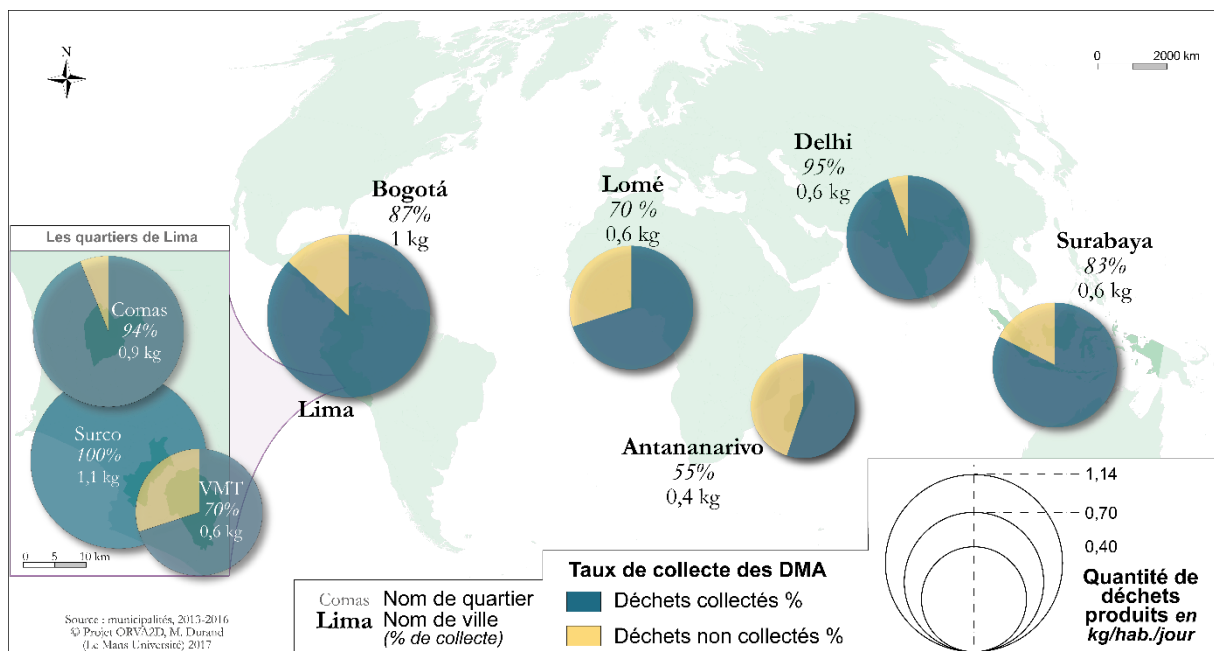 N
0 2000 km
Delhi
95%
0,6 kg
Bogotá
87%
1 kg
Lomé
70 %
0,6 kg
Surabaya
83%
0,6 kg
Les quartiers de Lima
Comas
94%
0,9 kg
Surco
100%
1,1 kg
VMT
70%
0,6 kg
0 5 10 km
Lima
Antananarivo
55%
0,4 kg
Source : municipalités, 2013-2016
© Projet ORVA2D, M. Durand
(Le Mans Université) 2017
Comas Nom de quartier
Lima Nom de ville
(% de collecte)
Taux de collecte des DMA
Déchets collectés %
Déchets non collectés %
1,14
0,70
0,40
Quantité de
déchets
produits en
kg/hab./jour